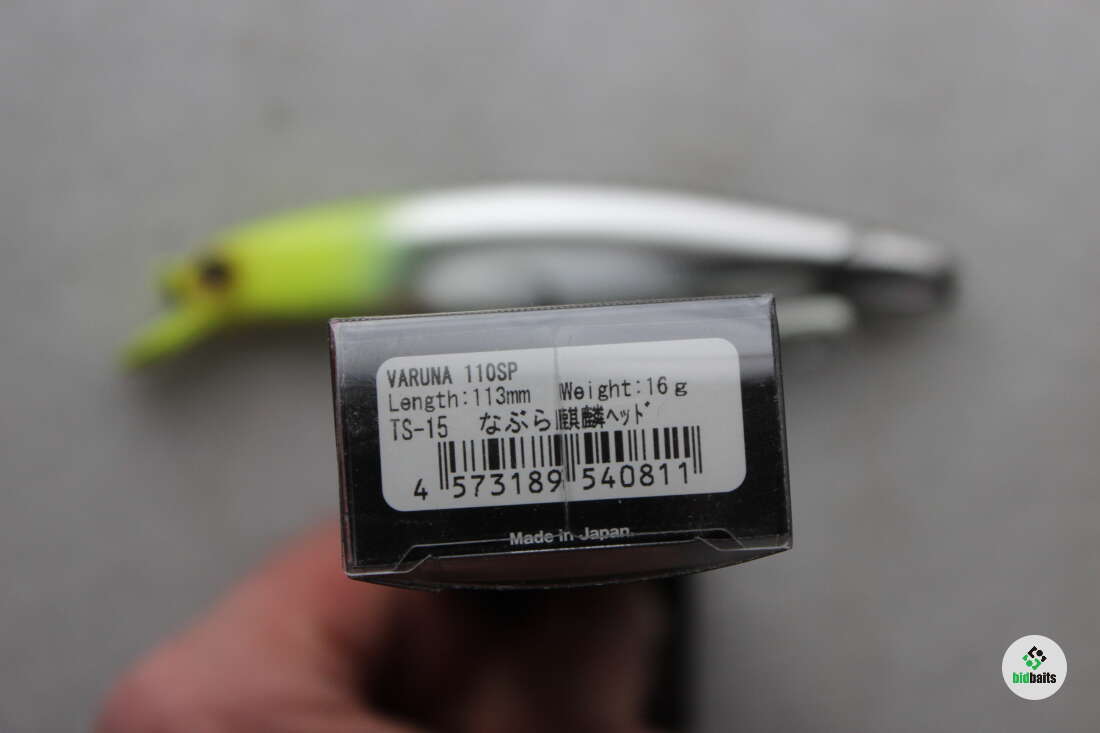 VARUNA 110SP
Length:113mm Weight:16g
TS-15 なぶら麒麟ヘッド
4 573189 540811
Made in Japan.
bidbaits